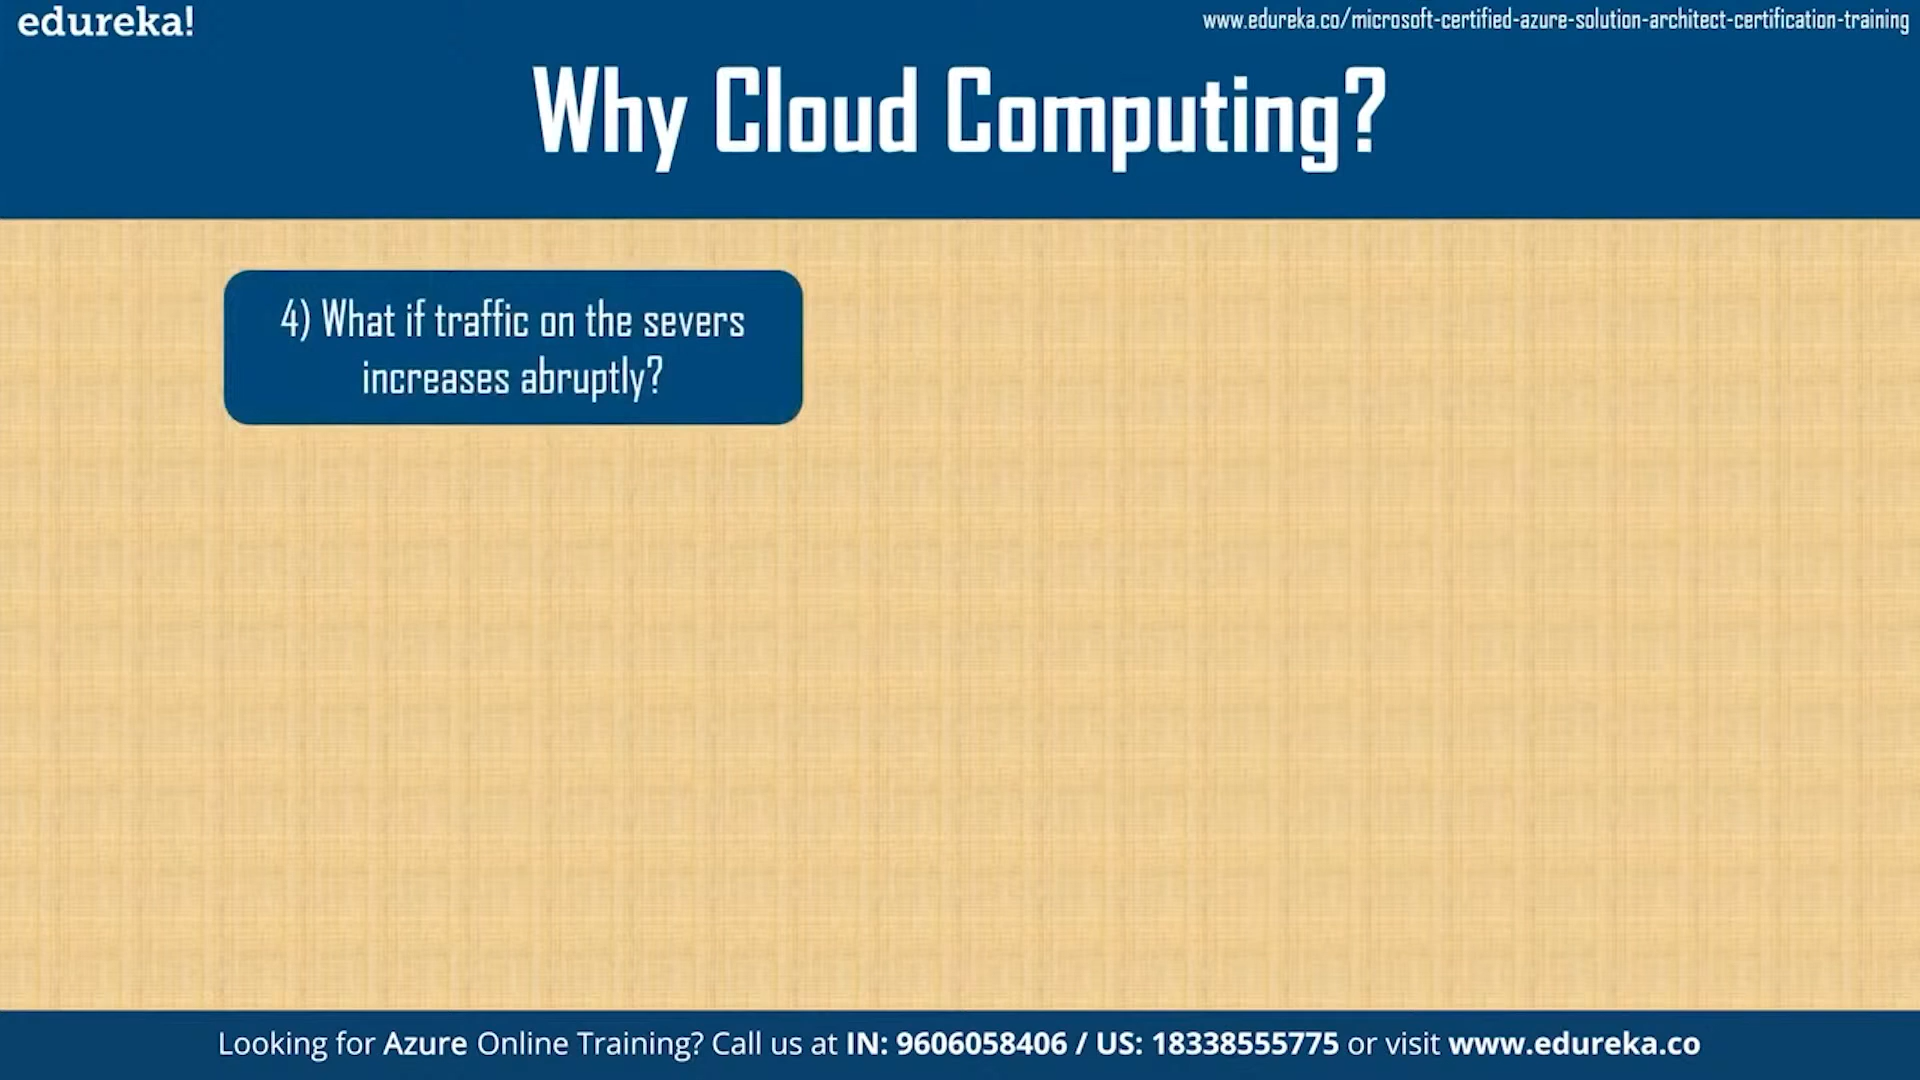 edureka!
www.edureka.co/microsoft-certified-azure-solution-architect-certification-training
Why Cloud Computing?
4) What if traffic on the severs
increases abruptly?
Looking for Azure Online Training? Call us at IN: 9606058406 / US: 18338555775 or visit www.edureka.co